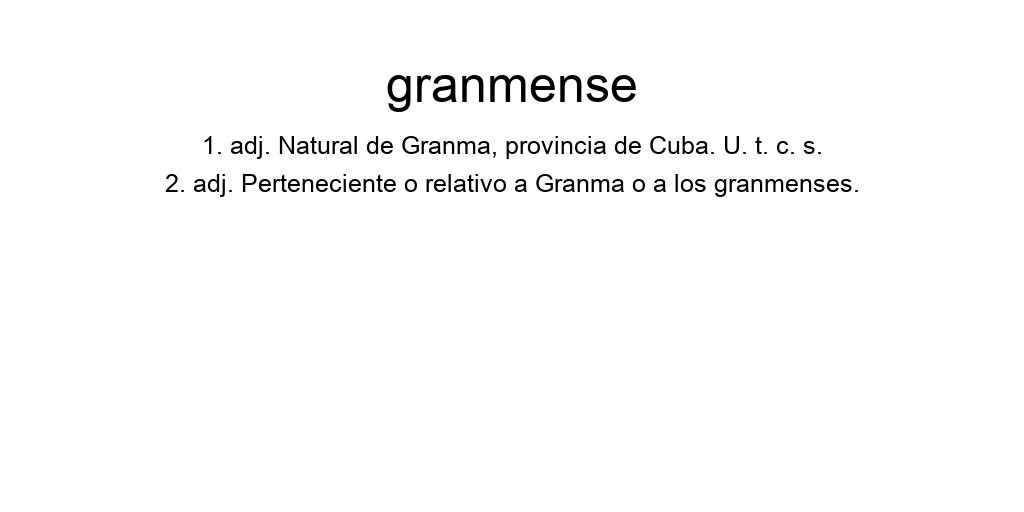 granmense
1. adj. Natural de Granma, provincia de Cuba. U. t. c. s.
2. adj. Perteneciente o relativo a Granma o a los granmenses.